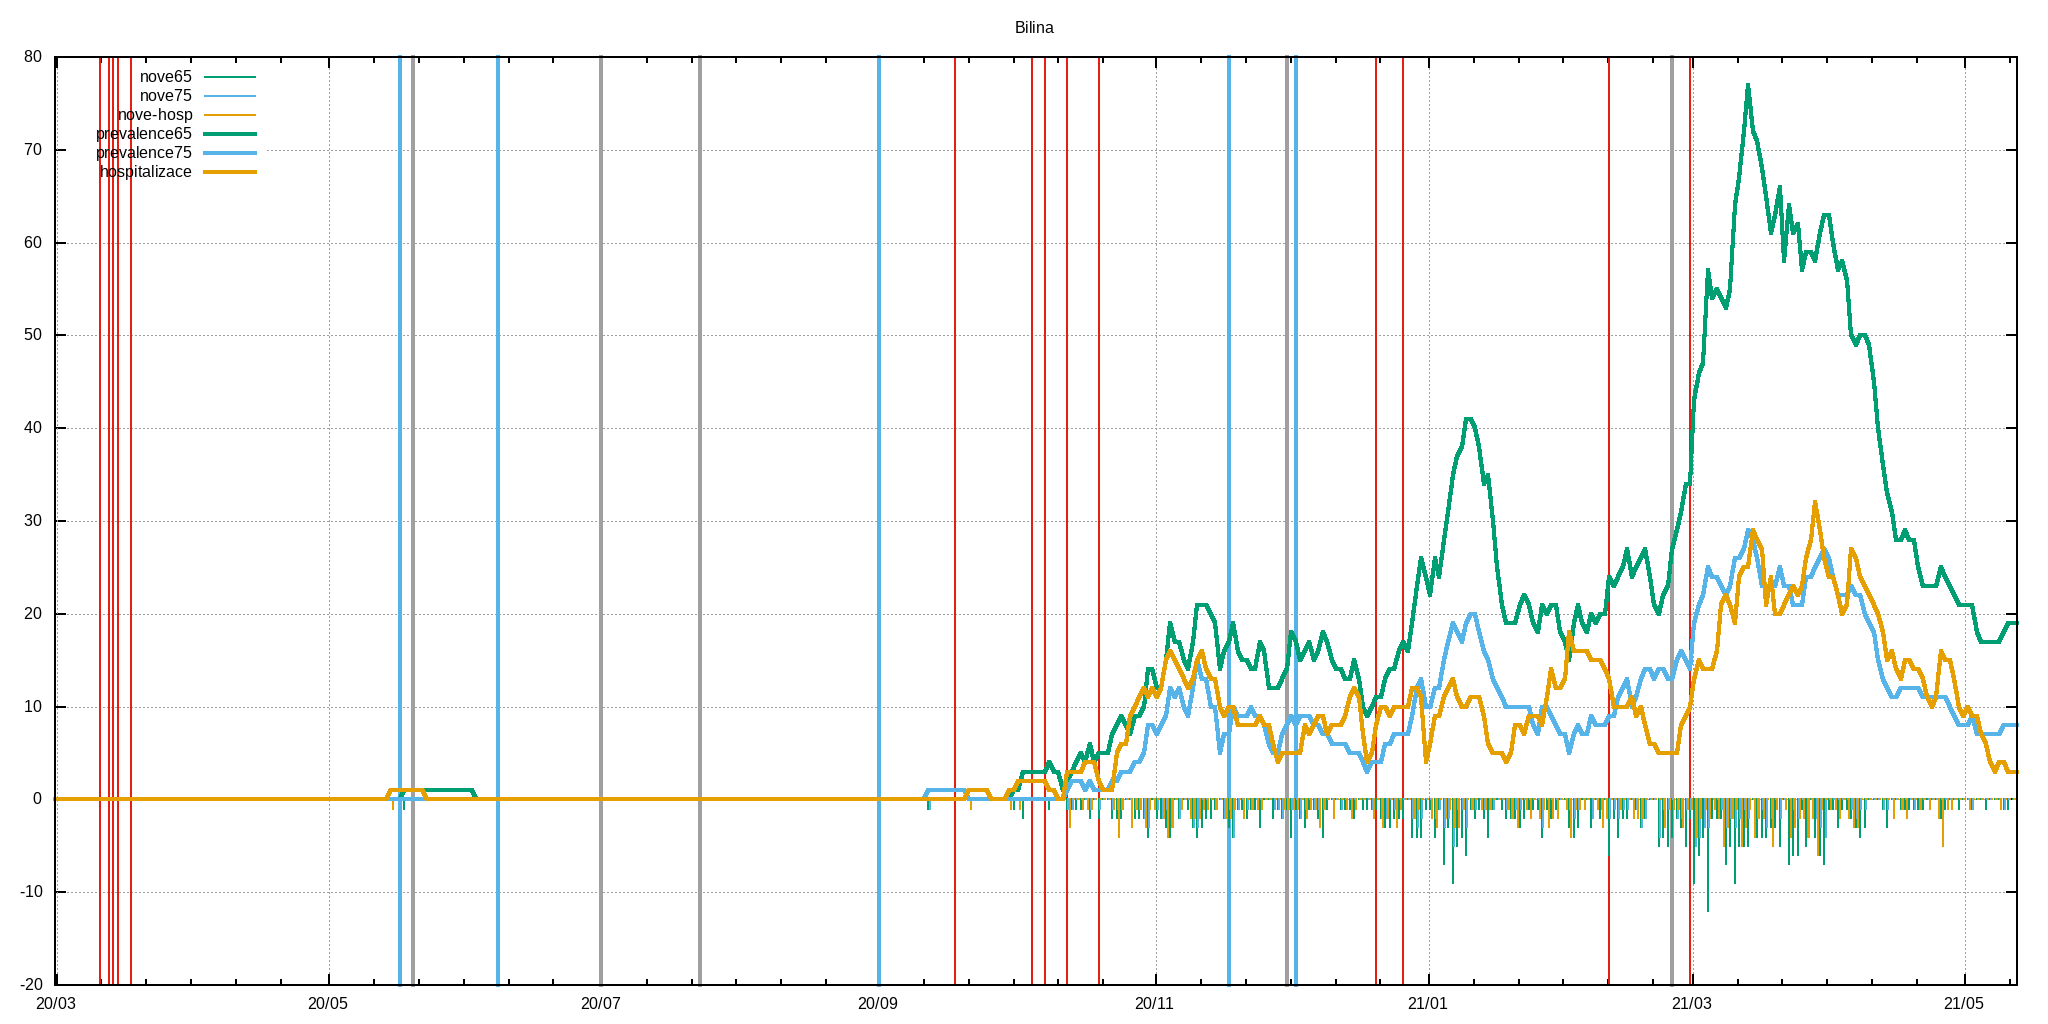 Bilina
80
70
60
50
40
30
20
10
0
-10
-20
nove65
nove75
nove-hosp
prevalence65
prevalence75
hospitalizace
20/03 20/05 20/07 20/09 20/11 21/01 21/03 21/05